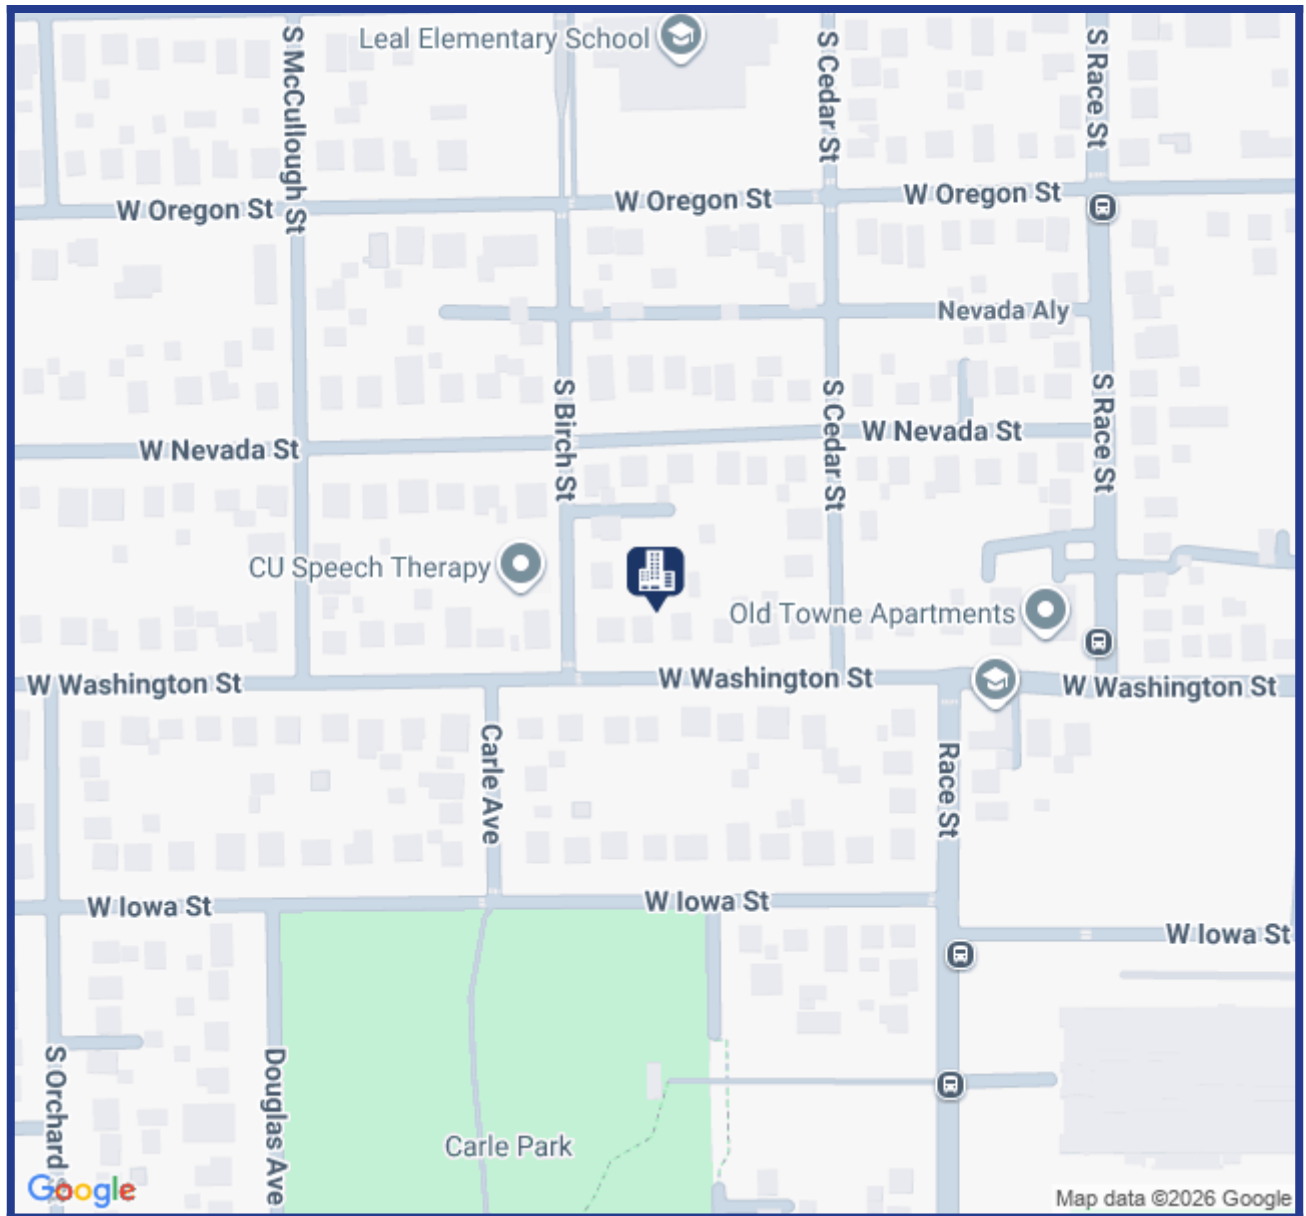 Leal Elementary School
S McCullough St
S Cedar St
S Race St
W Oregon St
W Oregon St
W Oregon St
Nevada Aly
S Birch St
S Cedar St
S Race St
W Nevada St
W Nevada St
CU Speech Therapy
Old Towne Apartments
W Washington St
W Washington St
W Washington St
Carle Ave
Race St
W Iowa St
W Iowa St
W Iowa St
S Orchard
Douglas Ave
Carle Park
Google
Map data ©2026 Google